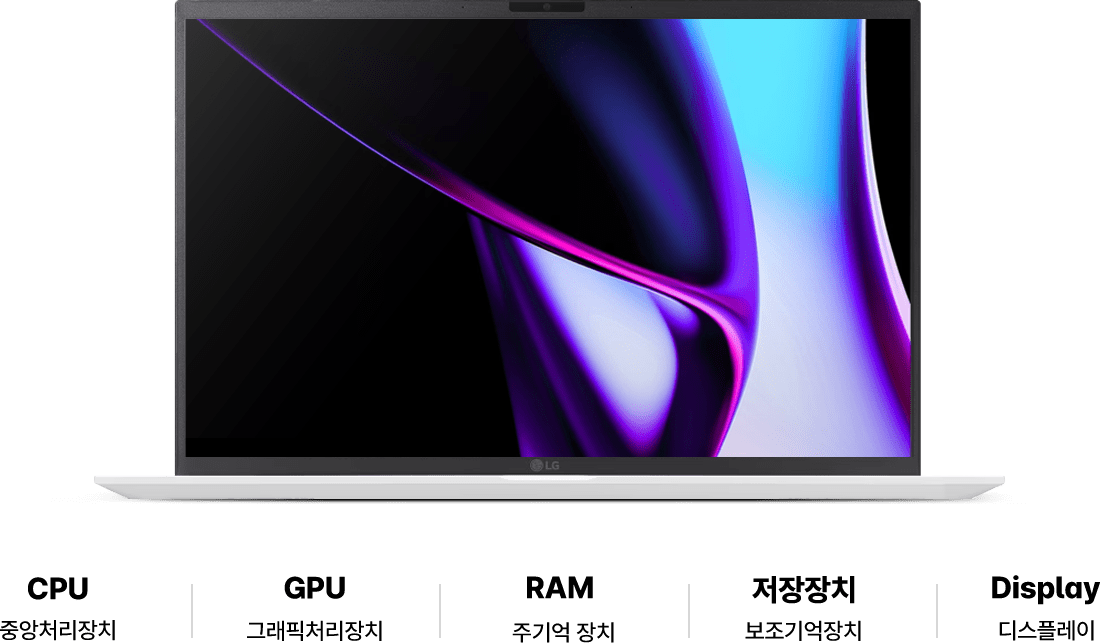 LG
CPU
중앙처리장치
GPU
그래픽처리장치
RAM
주기억 장치
저장장치
보조기억장치
Display
디스플레이